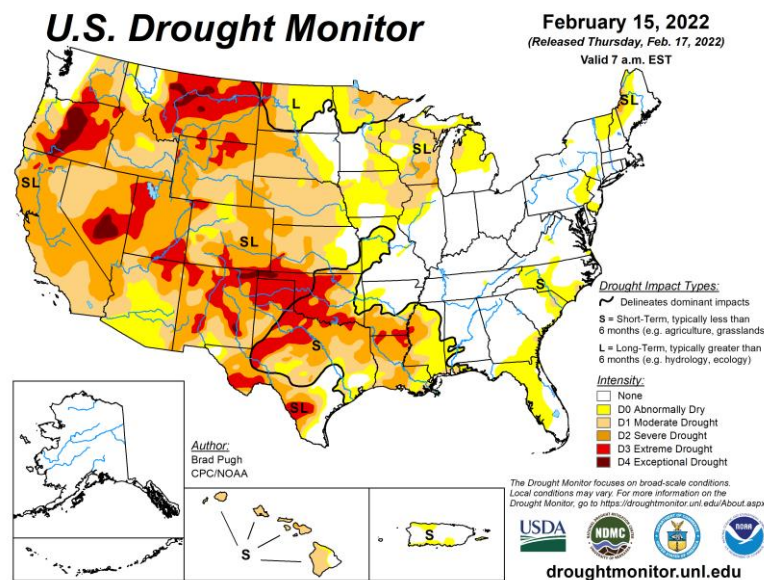 U.S. Drought Monitor
February 15, 2022
(Released Thursday, Feb. 17, 2022)
Valid 7 a.m. EST
L
SL
SL
SL
SL
S
S
SL
Drought Impact Types:
Delineates dominant impacts
S = Short-Term, typically less than
6 months (e.g. agriculture, grasslands
L = Long-Term, typically greater than
6 months (e.g. hydrology, ecology)
Intensity:
None
D0 Abnormally Dry
D1 Moderate Drought
D2 Severe Drought
D3 Extreme Drought
D4 Exceptional Drought
Author:
Brad Pugh
CPC/NOAA
S
S
The Drought Monitor focuses on broad-scale conditions.
Local conditions may vary. For more information on the
Drought Monitor, go to https://droughtmonitor.unl.edu/About.aspx
USDA
NDMC
NOAA
droughtmonitor.unl.edu